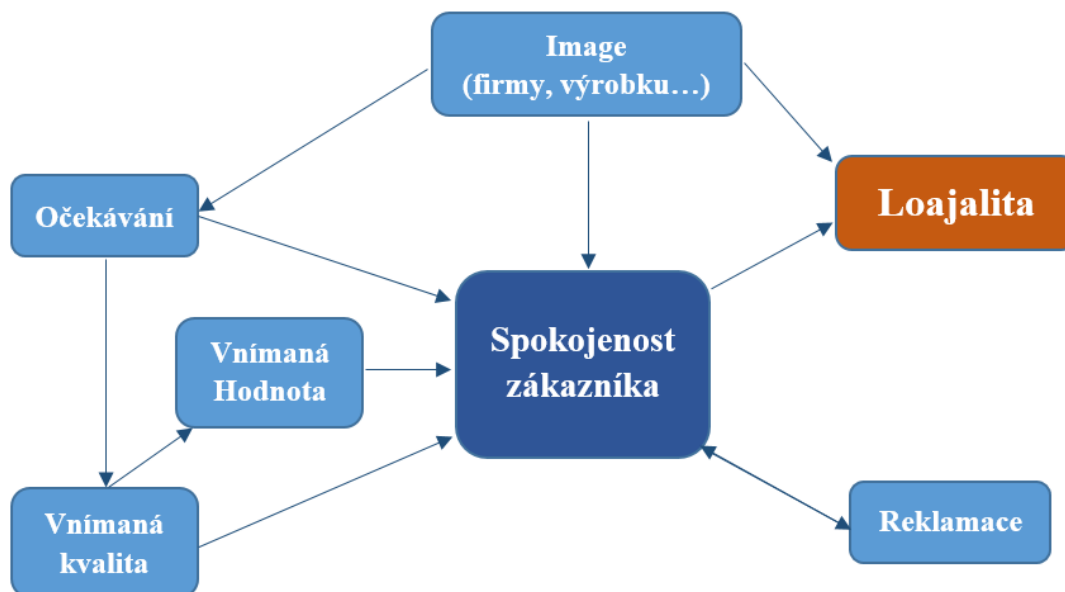 Image
(firmy, výrobku…)
Loajalita
Očekávání
Spokojenost
zákazníka
Vnímaná
Hodnota
Vnímaná
kvalita
Reklamace